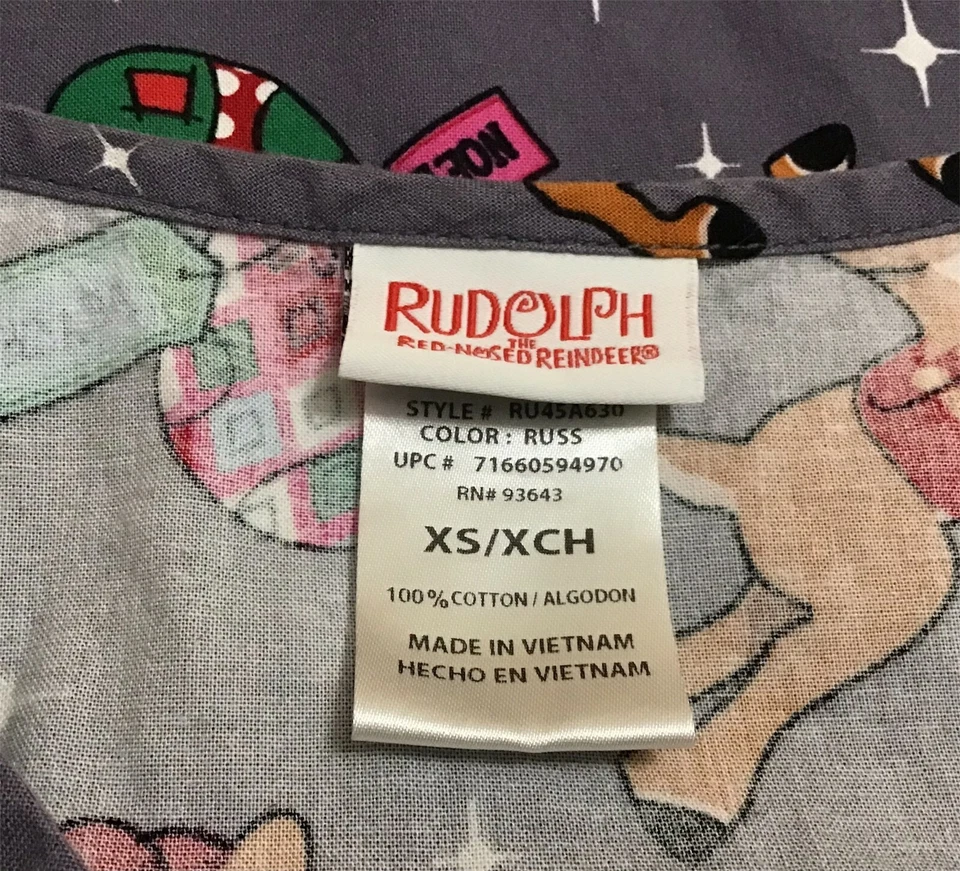 NOEL
RUDOLPH
THE
RED-NOSED REINDEER®
STYLE # RU45A630
COLOR: RUSS
UPC # 71660594970
RN# 93643
XS/XCH
100% COTTON / ALGODON
MADE IN VIETNAM
HECHO EN VIETNAM